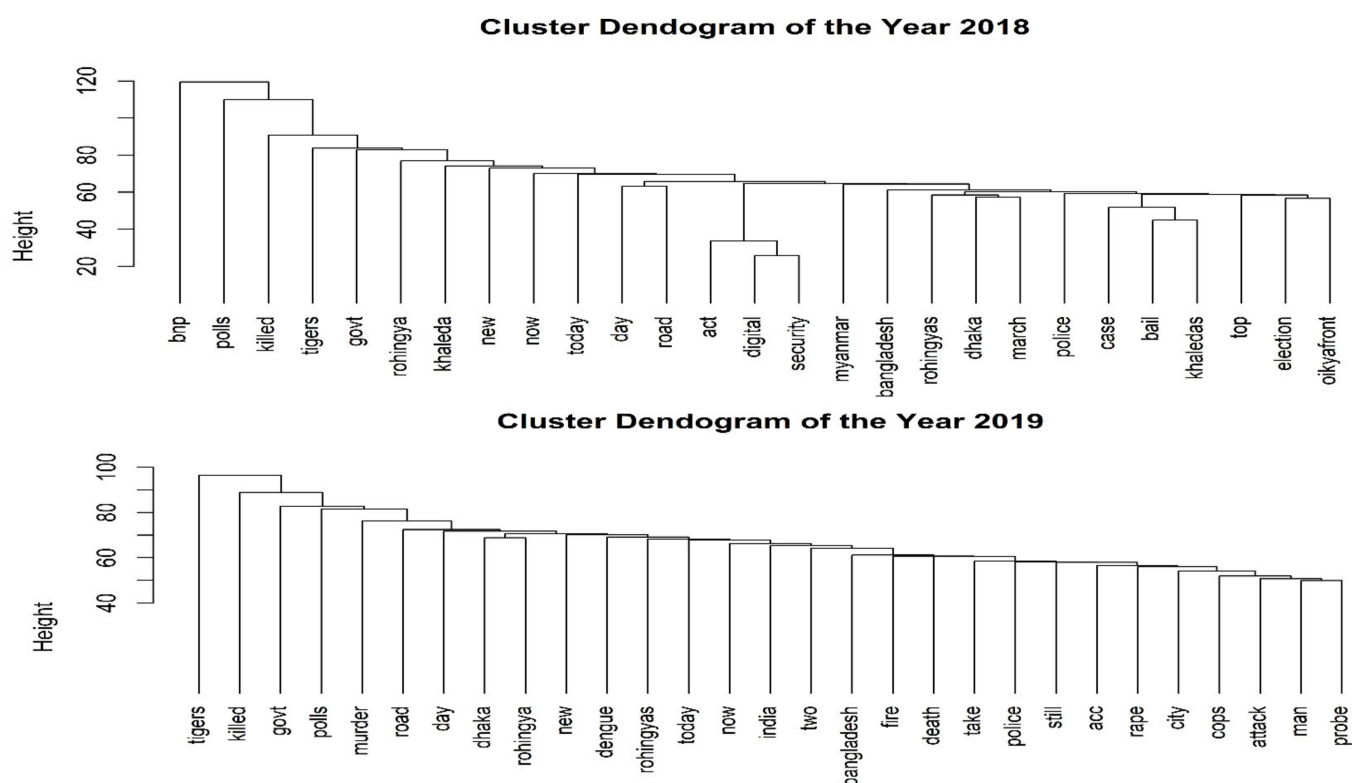 Cluster Dendogram of the Year 2018
Height
120
80
60
40
20
bnp
polls
killed
tigers
govt
rohingya
khaleda
new
now
today
day
road
act
digital
security
myanmar
bangladesh
rohingyas
dhaka
march
police
case
bail
khaledas
top
election
oikyafront
Cluster Dendogram of the Year 2019
Height
100
80
60
40
tigers
killed
govt
polls
murder
road
day
dhaka
rohingya
new
dengue
rohingyas
today
now
india
two
bangladesh
fire
death
take
police
still
acc
rape
city
cops
attack
man
probe